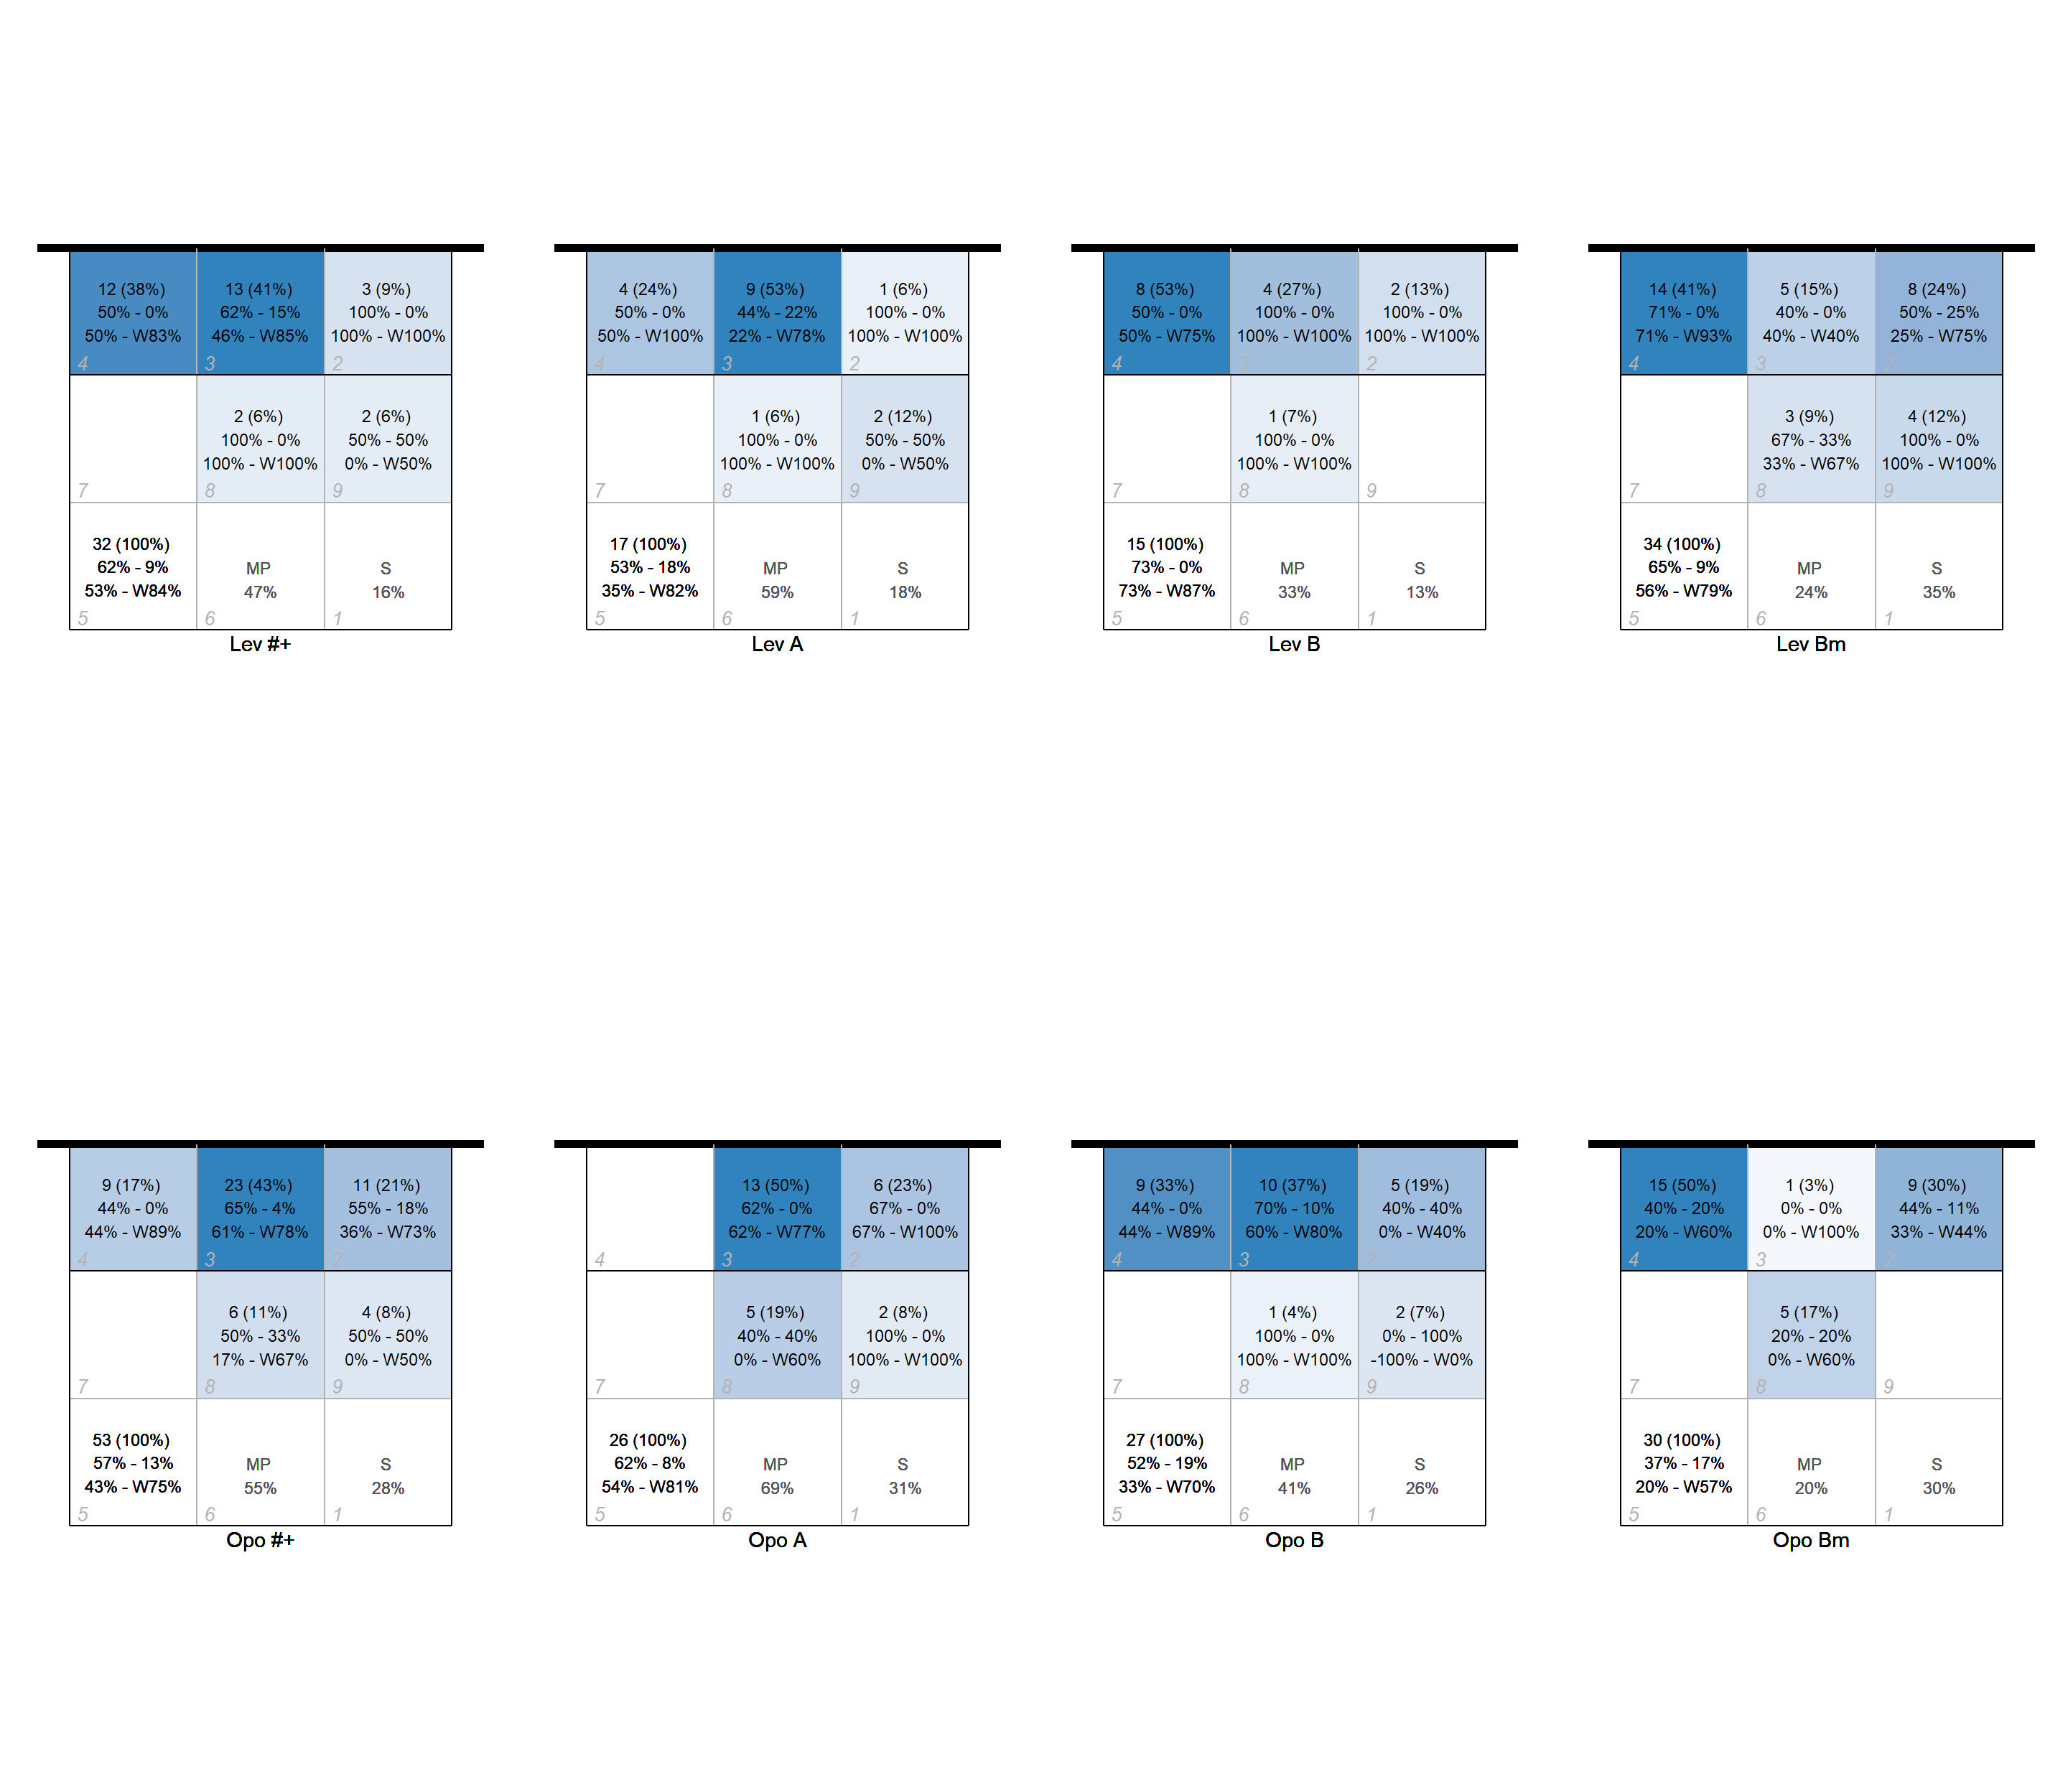 12 (38%)
50% - 0%
50% - W83%
4
13 (41%)
62% - 15%
46% - W85%
3
3 (9%)
100% - 0%
100% - W100%
2
7
2 (6%)
100% - 0%
100% - W100%
8
2 (6%)
50% - 50%
0% - W50%
9
32 (100%)
62% - 9%
53% - W84%
5
MP
47%
6
S
16%
1
Lev #+
4 (24%)
50% - 0%
50% - W100%
4
9 (53%)
44% - 22%
22% - W78%
3
1 (6%)
100% - 0%
100% - W100%
2
7
1 (6%)
100% - 0%
100% - W100%
8
2 (12%)
50% - 50%
0% - W50%
9
17 (100%)
53% - 18%
35% - W82%
5
MP
59%
6
S
18%
1
Lev A
8 (53%)
50% - 0%
50% - W75%
4
4 (27%)
100% - 0%
100% - W100%
3
2 (13%)
100% - 0%
100% - W100%
2
7
1 (7%)
100% - 0%
100% - W100%
8
9
15 (100%)
73% - 0%
73% - W87%
5
MP
33%
6
S
13%
1
Lev B
14 (41%)
71% - 0%
71% - W93%
4
5 (15%)
40% - 0%
40% - W40%
3
8 (24%)
50% - 25%
25% - W75%
2
7
3 (9%)
67% - 33%
33% - W67%
8
4 (12%)
100% - 0%
100% - W100%
9
34 (100%)
65% - 9%
56% - W79%
5
MP
24%
6
S
35%
1
Lev Bm
9 (17%)
44% - 0%
44% - W89%
4
23 (43%)
65% - 4%
61% - W78%
3
11 (21%)
55% - 18%
36% - W73%
2
7
6 (11%)
50% - 33%
17% - W67%
8
4 (8%)
50% - 50%
0% - W50%
9
53 (100%)
57% - 13%
43% - W75%
5
MP
55%
6
S
28%
1
Opo #+
4
13 (50%)
62% - 0%
62% - W77%
3
6 (23%)
67% - 0%
67% - W100%
2
7
5 (19%)
40% - 40%
0% - W60%
8
2 (8%)
100% - 0%
100% - W100%
9
26 (100%)
62% - 8%
54% - W81%
5
MP
69%
6
S
31%
1
Opo A
9 (33%)
44% - 0%
44% - W89%
4
10 (37%)
70% - 10%
60% - W80%
3
5 (19%)
40% - 40%
0% - W40%
2
7
1 (4%)
100% - 0%
100% - W100%
8
2 (7%)
0% - 100%
-100% - W0%
9
27 (100%)
52% - 19%
33% - W70%
5
MP
41%
6
S
26%
1
Opo B
15 (50%)
40% - 20%
20% - W60%
4
1 (3%)
0% - 0%
0% - W100%
3
9 (30%)
44% - 11%
33% - W44%
2
7
5 (17%)
20% - 20%
0% - W60%
8
9
30 (100%)
37% - 17%
20% - W57%
5
MP
20%
6
S
30%
1
Opo Bm